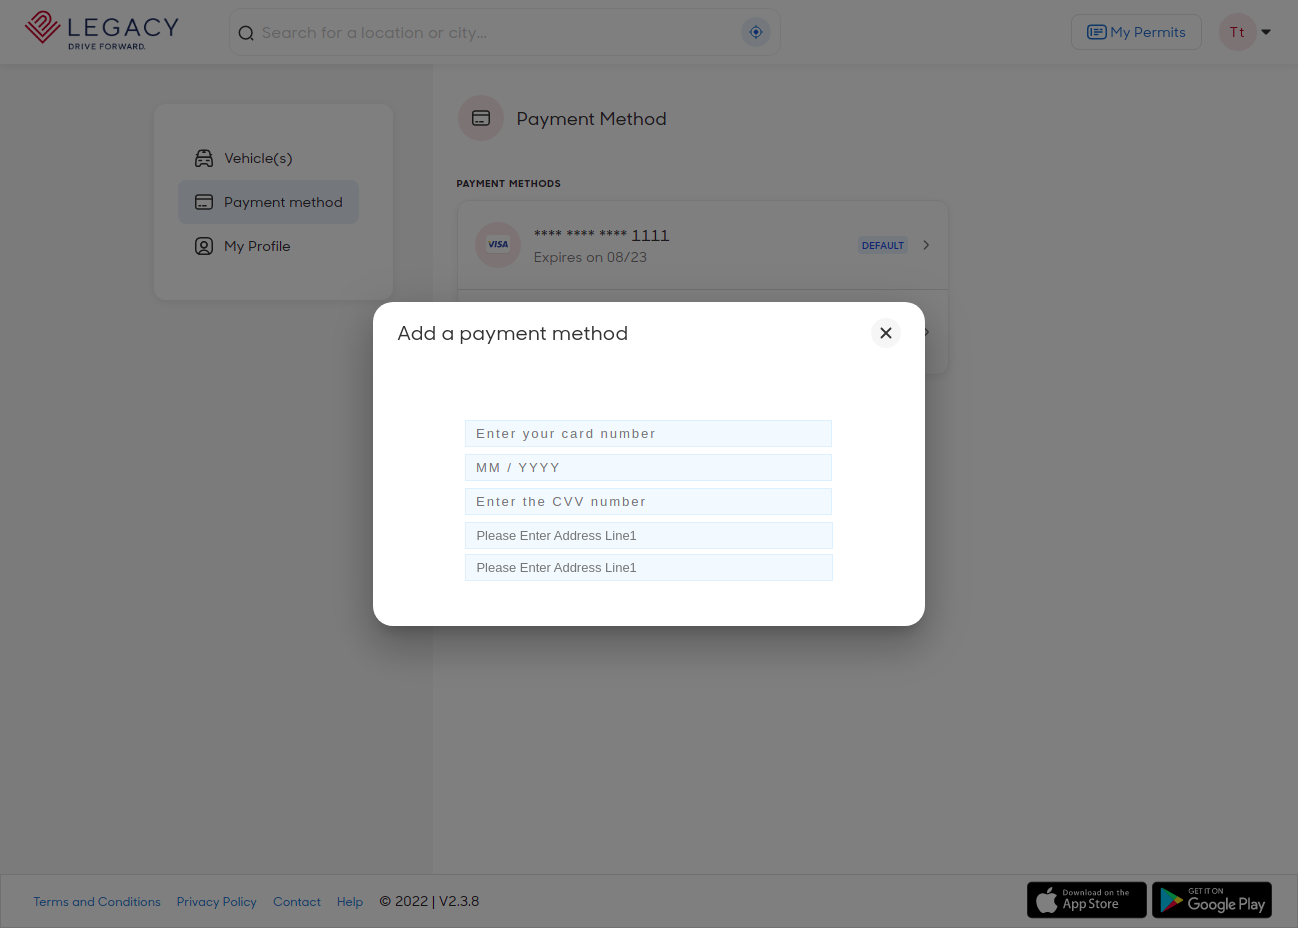 LEGACY
DRIVE FORWARD.
Search for a location or city...
My Permits
Tt
Vehicle(s)
Payment method
My Profile
Payment Method
PAYMENT METHODS
VISA
**** **** **** 1111
Expires on 08/23
DEFAULT
Add a payment method
Enter your card number
MM / YYYY
Enter the CVV number
Please Enter Address Line1
Please Enter Address Line1
Terms and Conditions
Privacy Policy
Contact
Help
© 2022 | V2.3.8
Download on the
App Store
GET IT ON
Google Play